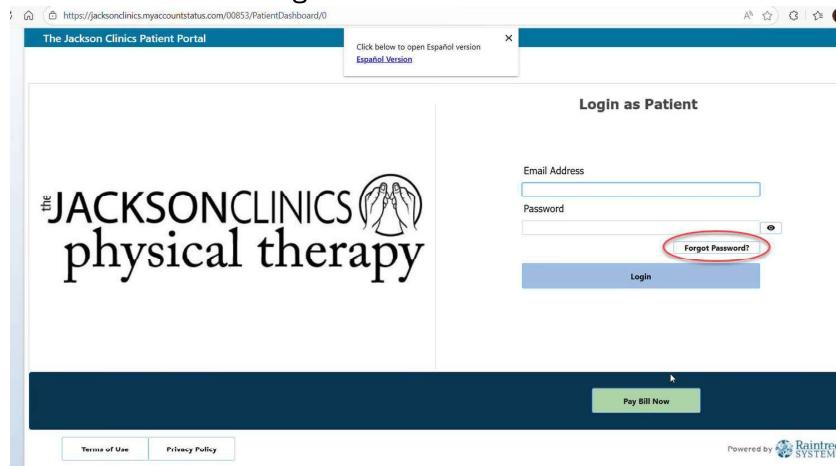 https://jacksonclinics.myaccountstatus.com/00853/PatientDashboard/0
The Jackson Clinics Patient Portal
Click below to open Español version
Español Version
Login as Patient
Email Address
the JACKSONCLINICS
physical therapy
Password
Forgot Password?
Login
Pay Bill Now
Terms of Use
Privacy Policy
Powered by